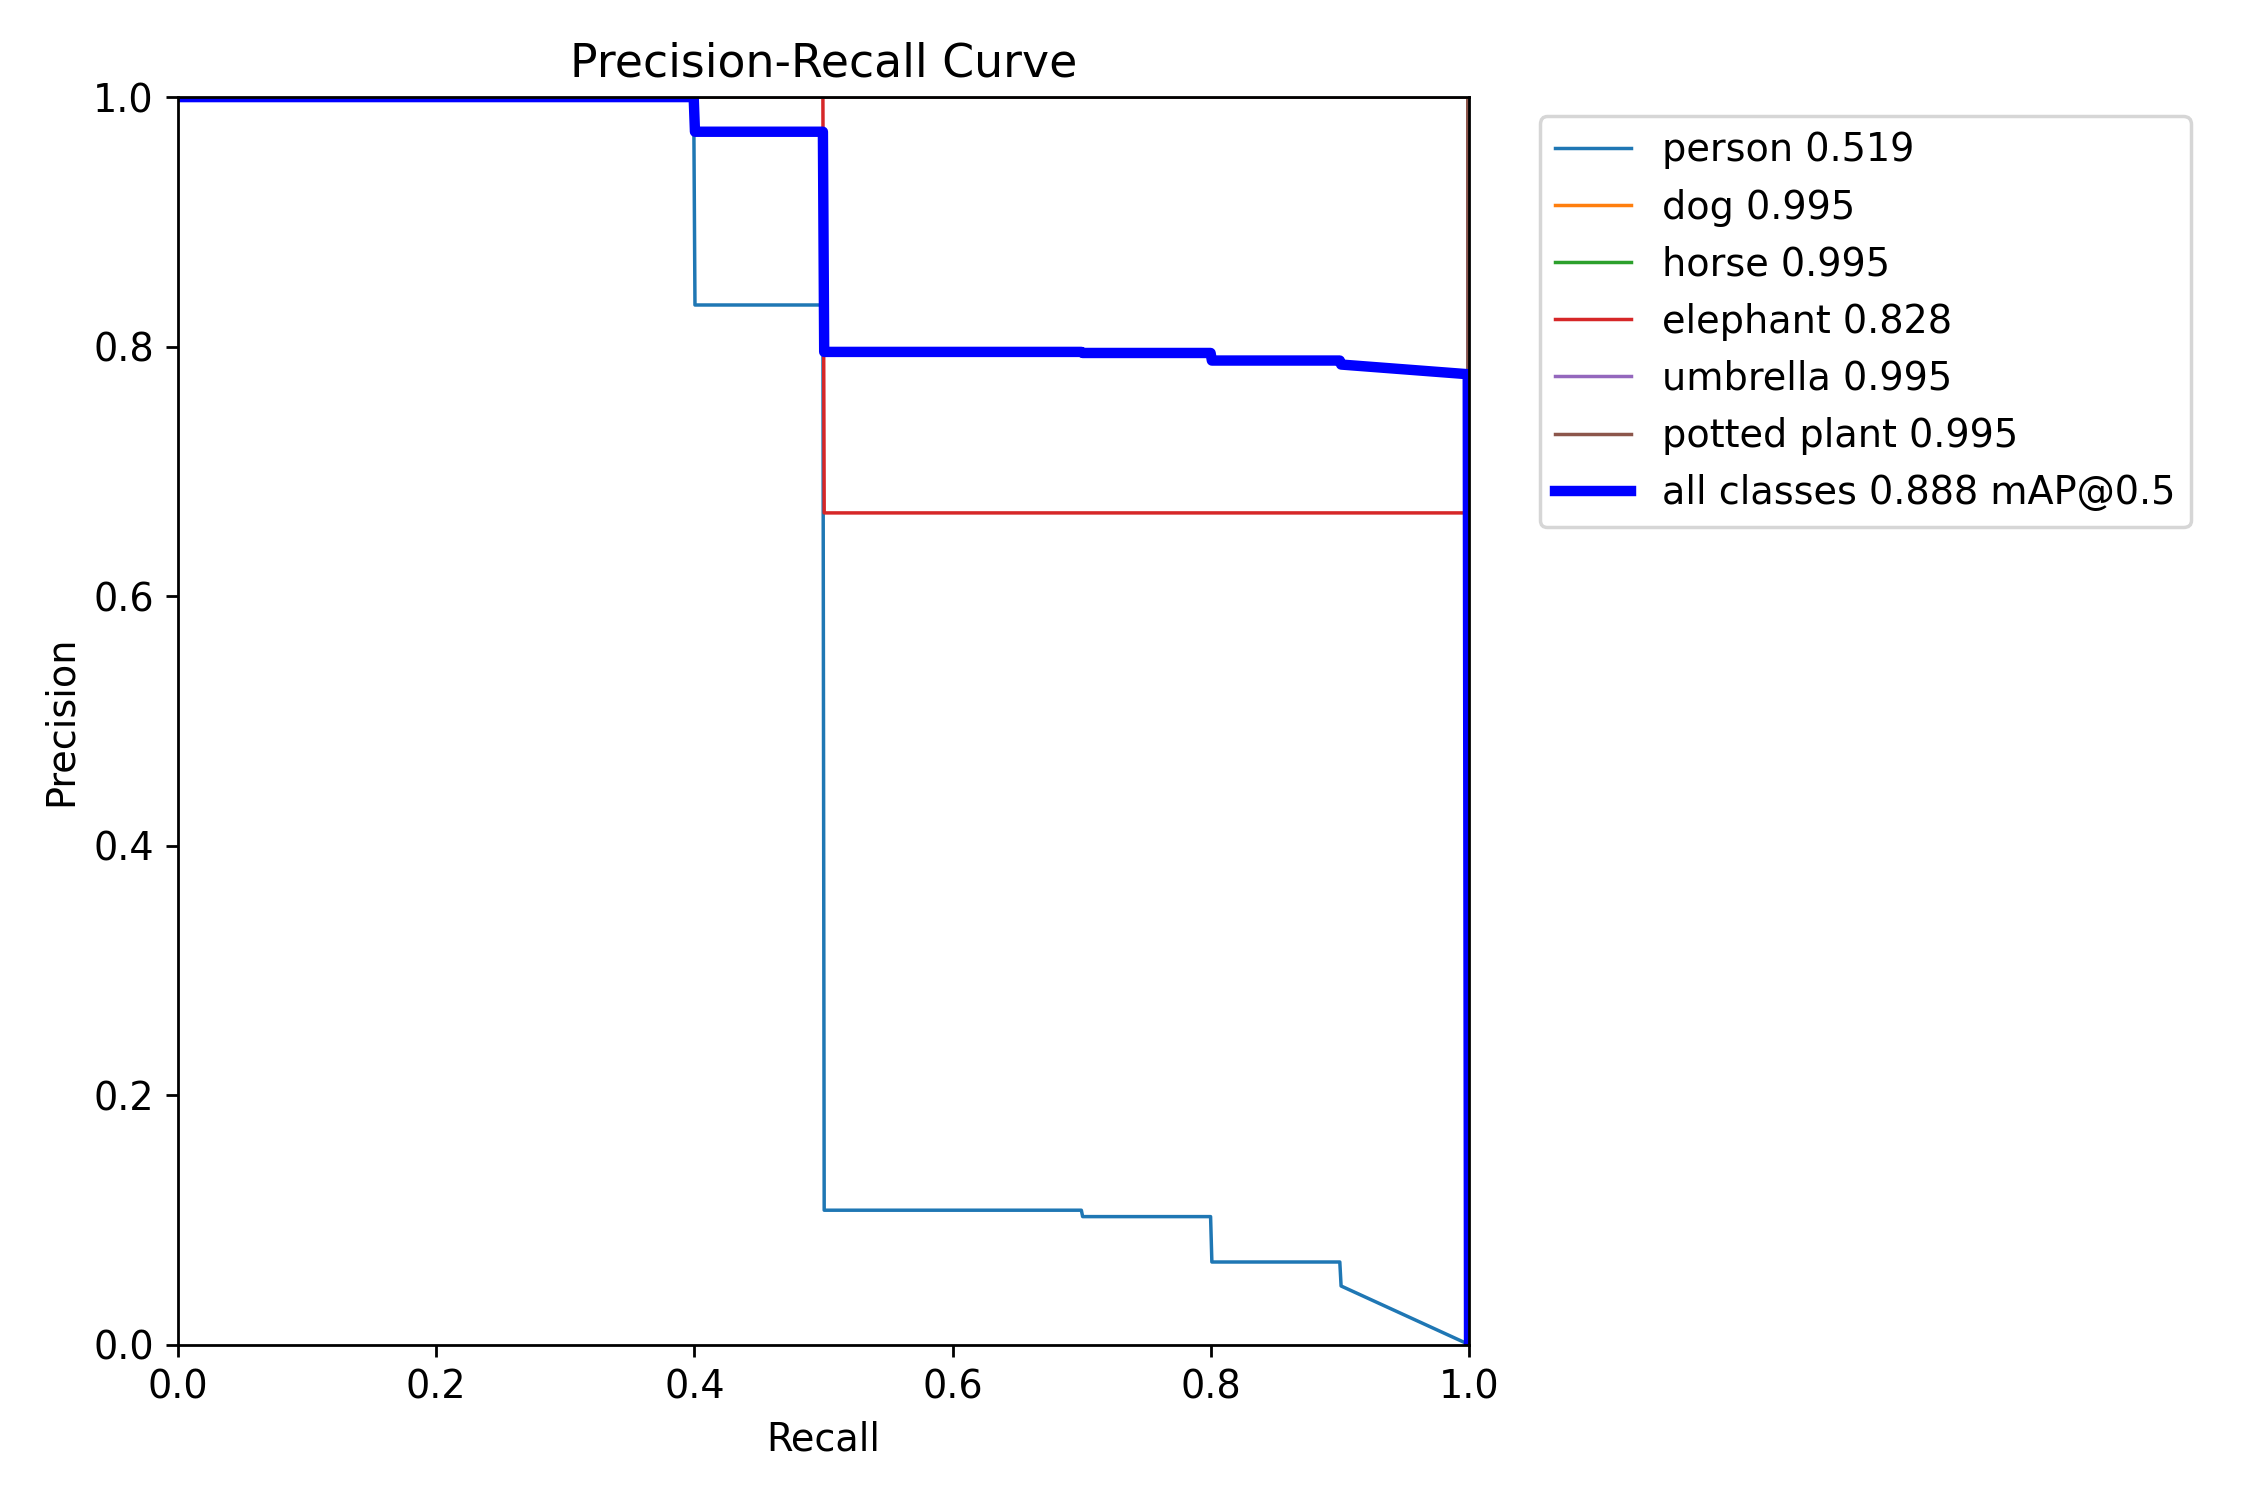 Precision-Recall Curve
1.0
0.8
0.6
0.4
0.2
0.0
Precision
0.0 0.2 0.4 0.6 0.8 1.0
Recall
person 0.519
dog 0.995
horse 0.995
elephant 0.828
umbrella 0.995
potted plant 0.995
all classes 0.888 mAP@0.5